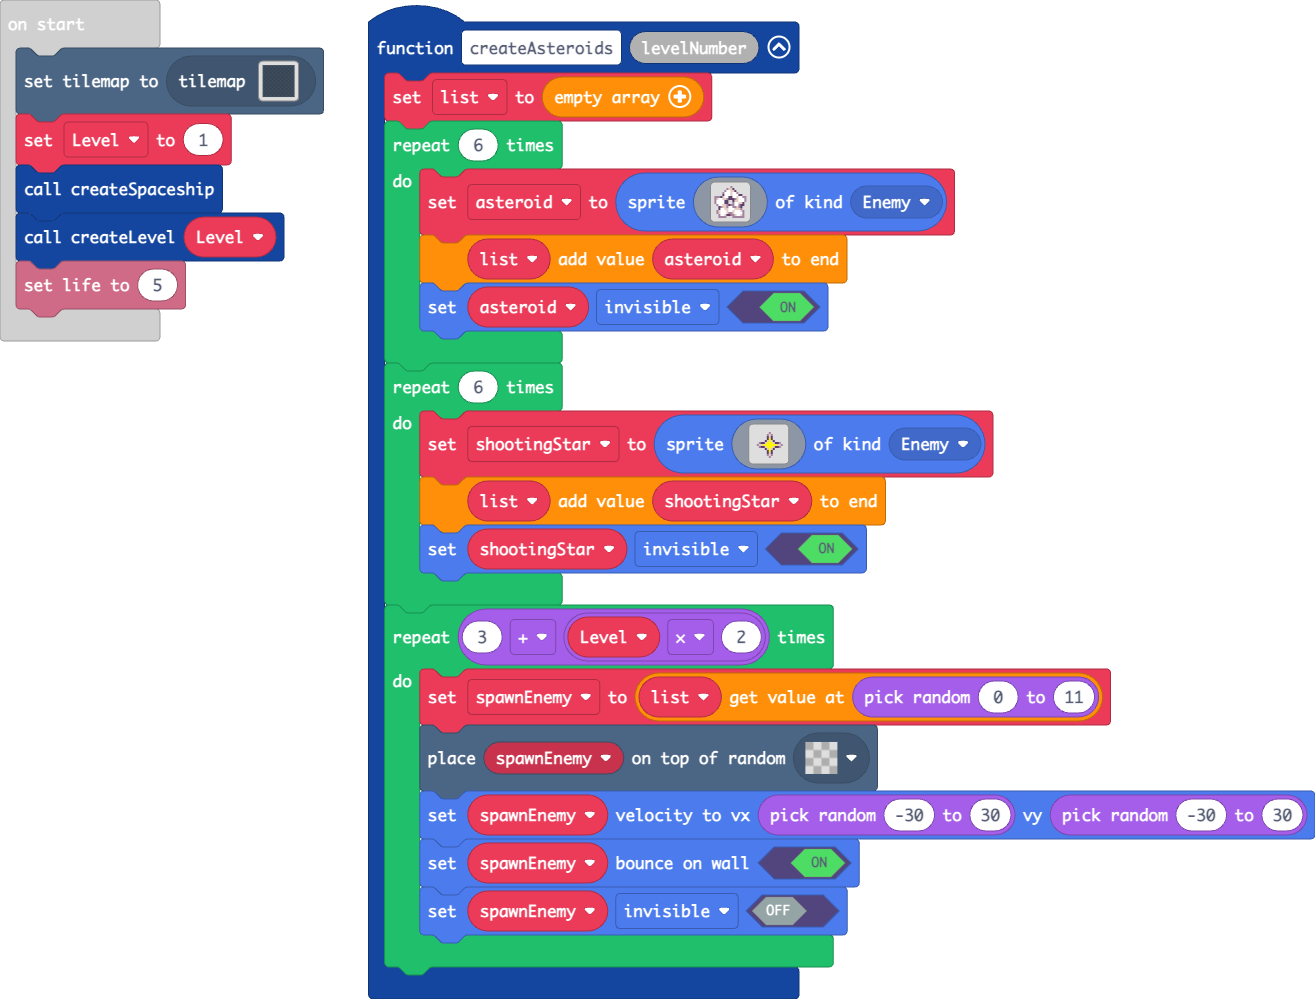 on start
set tilemap to tilemap
set Level to 1
call createSpaceship
call createLevel Level
set life to 5
function createAsteroids levelNumber
set list to empty array
repeat 6 times
do
set asteroid to sprite of kind Enemy
list add value asteroid to end
set asteroid invisible ON
repeat 6 times
do
set shootingStar to sprite of kind Enemy
list add value shootingStar to end
set shootingStar invisible ON
repeat 3 + Level × 2 times
do
set spawnEnemy to list get value at pick random 0 to 11
place spawnEnemy on top of random
set spawnEnemy velocity to vx pick random -30 to 30 vy pick random -30 to 30
set spawnEnemy bounce on wall ON
set spawnEnemy invisible OFF